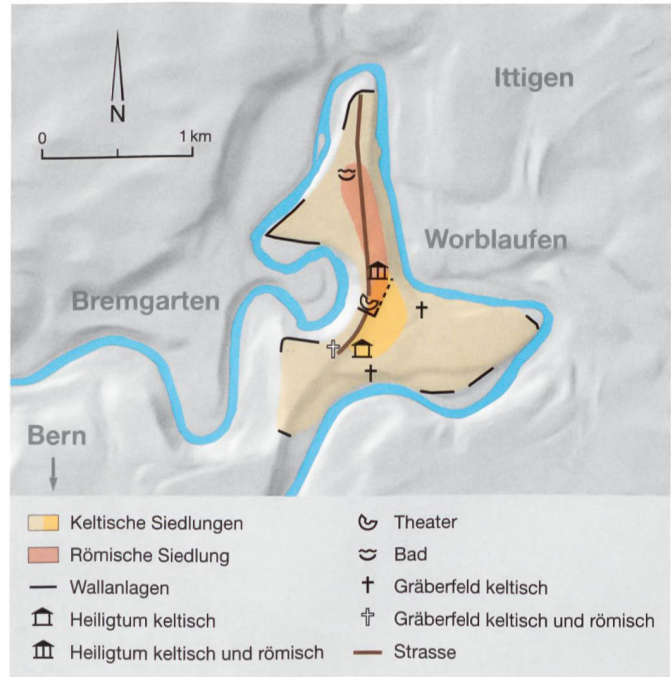 Ittigen
N
0 1 km
Worblaufen
Bremgarten
Bern
Keltische Siedlungen
Römische Siedlung
Wallanlagen
Heiligtum keltisch
Heiligtum keltisch und römisch
Theater
Bad
Gräberfeld keltisch
Gräberfeld keltisch und römisch
Strasse